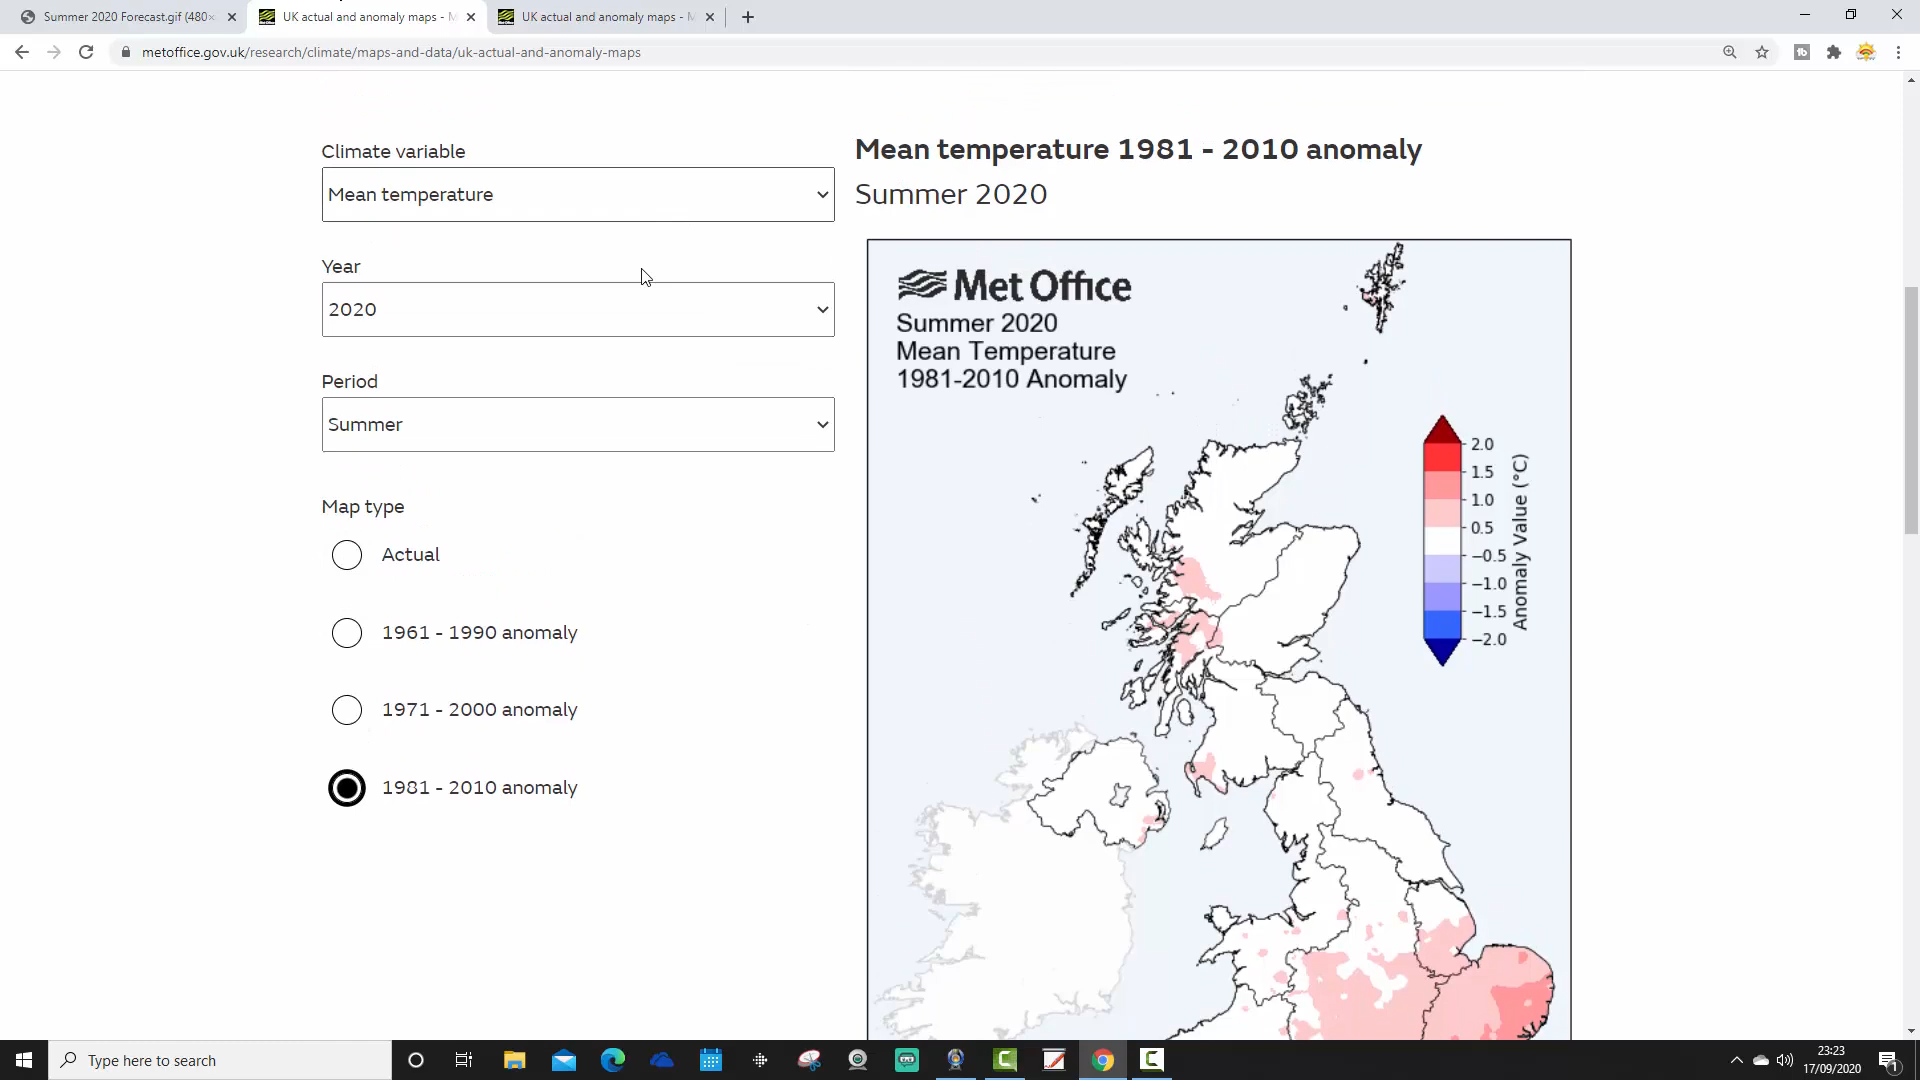 Summer 2020 Forecast.gif (480×
UK actual and anomaly maps - M
UK actual and anomaly maps - M
metoffice.gov.uk/research/climate/maps-and-data/uk-actual-and-anomaly-maps
Climate variable
Mean temperature
Year
2020
Period
Summer
Map type
Actual
1961 - 1990 anomaly
1971 - 2000 anomaly
1981 - 2010 anomaly
Mean temperature 1981 - 2010 anomaly
Summer 2020
Met Office
Summer 2020
Mean Temperature
1981-2010 Anomaly
2.0
1.5
1.0
0.5
−0.5
−1.0
−1.5
−2.0
Anomaly Value (°C)
Type here to search
23:23
17/09/2020
1